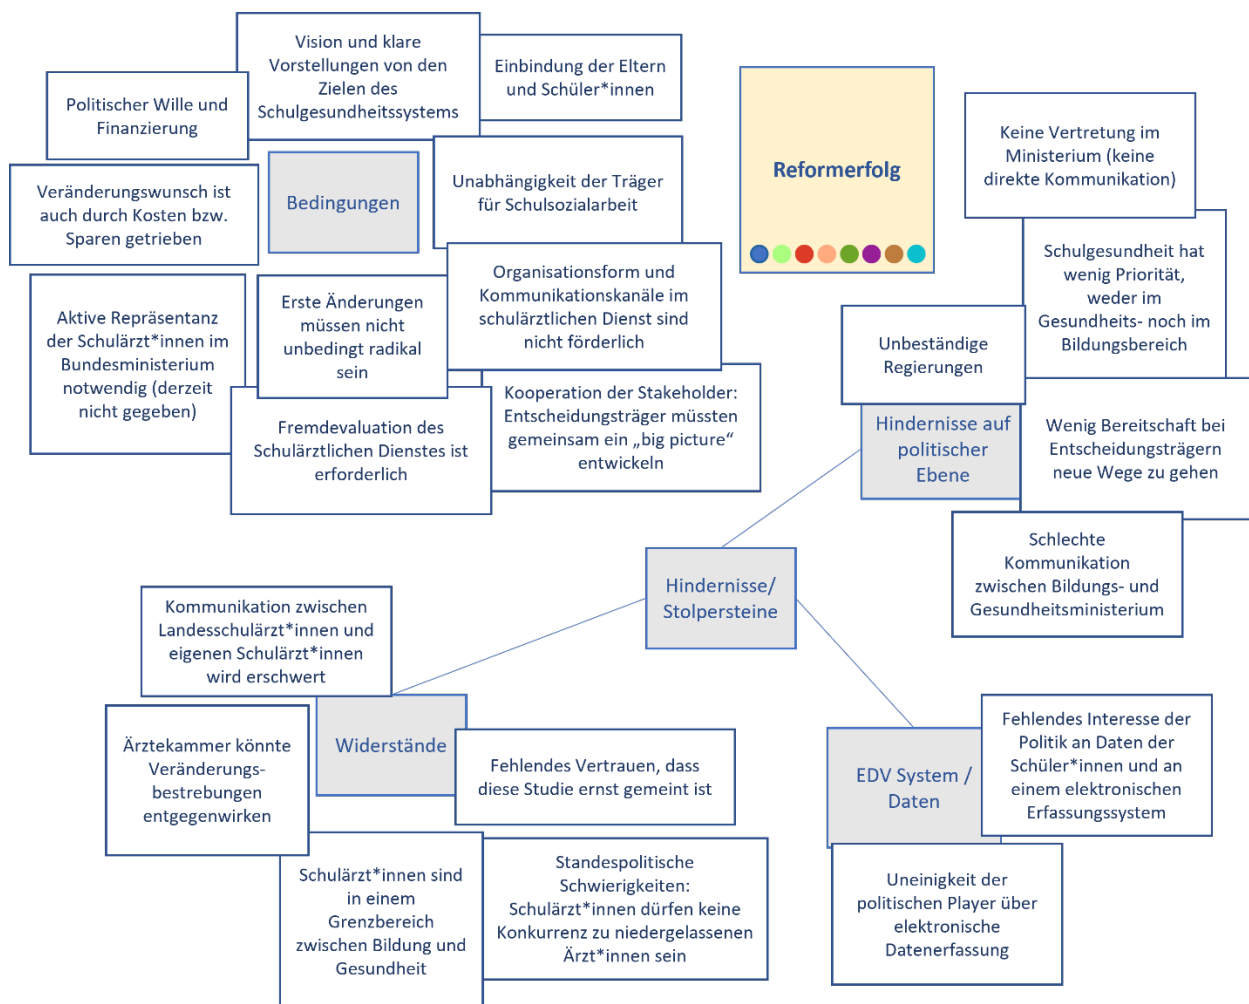 Vision und klare
Vorstellungen von den
Zielen des
Schulgesundheitssystems
Einbindung der Eltern
und Schüler*innen
Politischer Wille und
Finanzierung
Bedingungen
Veränderungswunsch ist
auch durch Kosten bzw.
Sparen getrieben
Unabhängigkeit der Träger
für Schulsozialarbeit
Aktive Repräsentanz
der Schulärzt*innen im
Bundesministerium
notwendig (derzeit
nicht gegeben)
Erste Änderungen
müssen nicht
unbedingt radikal
sein
Organisationsform und
Kommunikationskanäle im
schulärztlichen Dienst sind
nicht förderlich
Fremdevaluation des
Schulärztlichen Dienstes ist
erforderlich
Kooperation der Stakeholder:
Entscheidungsträger müssten
gemeinsam ein „big picture“
entwickeln
Reformerfolg
Keine Vertretung im
Ministerium (keine
direkte Kommunikation)
Schulgesundheit hat
wenig Priorität,
weder im
Gesundheits- noch im
Bildungsbereich
Unbeständige
Regierungen
Hindernisse auf
politischer
Ebene
Wenig Bereitschaft bei
Entscheidungsträgern
neue Wege zu gehen
Schlechte
Kommunikation
zwischen Bildungs- und
Gesundheitsministerium
Hindernisse/
Stolpersteine
Kommunikation zwischen
Landesschulärzt*innen und
eigenen Schulärzt*innen
wird erschwert
Widerstände
Ärztekammer könnte
Veränderungs-
bestrebungen
entgegenwirken
Fehlendes Vertrauen, dass
diese Studie ernst gemeint ist
Schulärzt*innen sind
in einem
Grenzbereich
zwischen Bildung und
Gesundheit
Standespolitische
Schwierigkeiten:
Schulärzt*innen dürfen keine
Konkurrenz zu niedergelassenen
Ärzt*innen sein
EDV System /
Daten
Fehlendes Interesse der
Politik an Daten der
Schüler*innen und an
einem elektronischen
Erfassungssystem
Uneinigkeit der
politischen Player über
elektronische
Datenerfassung